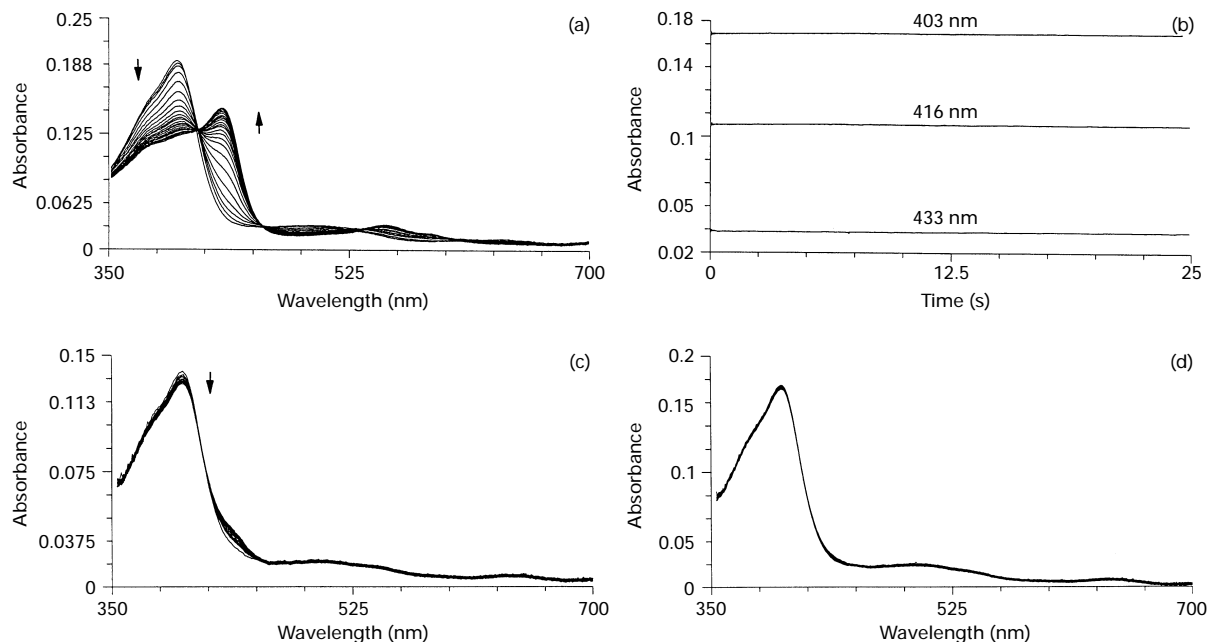 (a)
0.25
0.188
0.125
0.0625
0
Absorbance
350
525
700
Wavelength (nm)
(b)
0.18
0.14
0.1
0.05
0.02
Absorbance
403 nm
416 nm
433 nm
0
12.5
25
Time (s)
(c)
0.15
0.113
0.075
0.0375
0
Absorbance
350
525
700
Wavelength (nm)
(d)
0.2
0.15
0.1
0.05
0
Absorbance
350
525
700
Wavelength (nm)